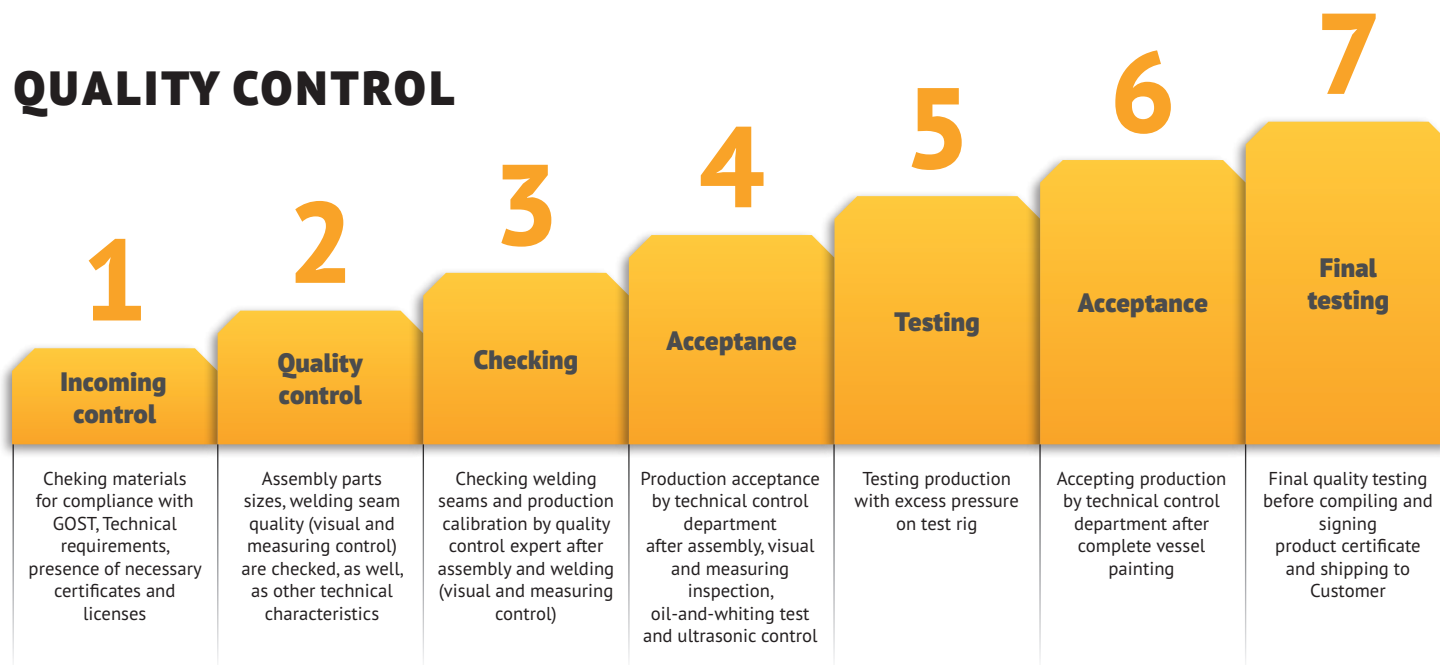 QUALITY CONTROL
1
Incoming
control
Cheking materials
for compliance with
GOST, Technical
requirements,
presence of necessary
certificates and
licenses
2
Quality
control
Assembly parts
sizes, welding seam
quality (visual and
measuring control)
are checked, as well,
as other technical
characteristics
3
Checking
Checking welding
seams and production
calibration by quality
control expert after
assembly and welding
(visual and measuring
control)
4
Acceptance
Production acceptance
by technical control
department
after assembly, visual
and measuring
inspection,
oil-and-whiting test
and ultrasonic control
5
Testing
Testing production
with excess pressure
on test rig
6
Acceptance
Accepting production
by technical control
department after
complete vessel
painting
7
Final
testing
Final quality testing
before compiling and
signing
product certificate
and shipping to
Customer